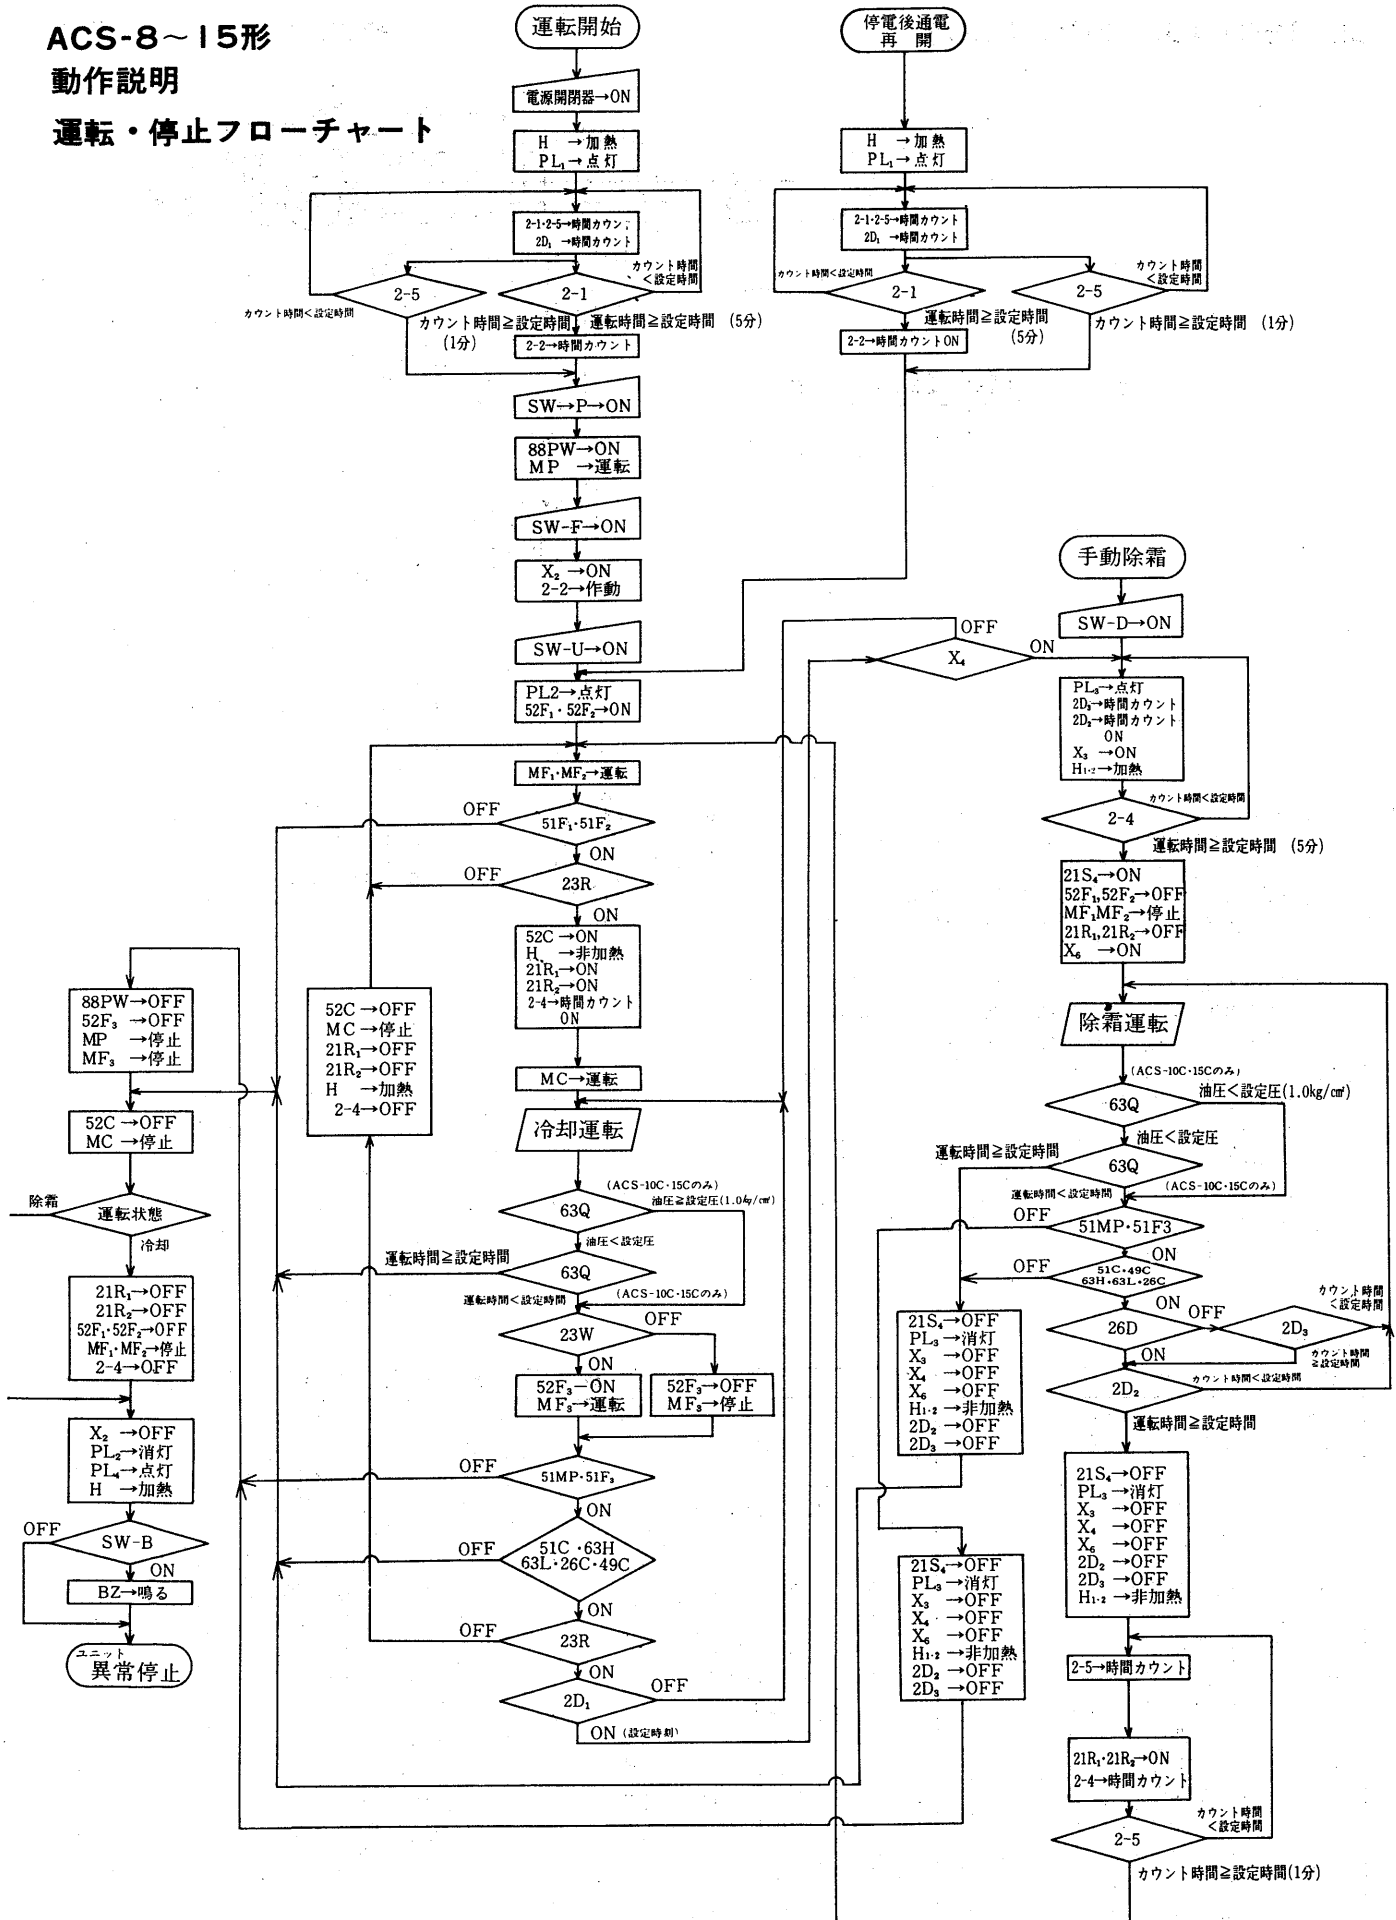 ACS-8～15形
動作説明
運転・停止フローチャート
運転開始
電源開閉器→ON
H →加熱
PL₁→点灯
2-1・2-5→時間カウン
2D₁ →時間カウント
2-5
2-1
カウント時間
<設定時間
カウント時間<設定時間
カウント時間≧設定時間
(1分)
運転時間≧設定時間 (5分)
2-2→時間カウント
SW→P→ON
88PW→ON
MP →運転
SW-F→ON
X₂ →ON
2-2→作動
SW-U→ON
PL2→点灯
52F₁・52F₂→ON
MF₁・MF₂→運転
OFF
51F₁・51F₂
ON
OFF
23R
ON
52C →ON
H →非加熱
21R₁→ON
21R₂→ON
2-4→時間カウント
ON
MC→運転
冷却運転
(ACS-10C・15Cのみ)
63Q
油圧≧設定圧(1.0kg/c㎡)
油圧<設定圧
運転時間≧設定時間
63Q
運転時間<設定時間
(ACS-10C・15Cのみ)
23W
OFF
ON
52F₃→ON
MF₃→運転
52F₃→OFF
MF₃→停止
OFF
51MP・51F₃
ON
OFF
51C・63H
63L・26C・49C
ON
OFF
23R
ON
2D₁
OFF
ON (設定時刻)
52C →OFF
MC →停止
21R₁→OFF
21R₂→OFF
H →加熱
2-4→OFF
88PW→OFF
52F₃ →OFF
MP →停止
MF₃ →停止
52C →OFF
MC →停止
除霜
運転状態
冷却
21R₁→OFF
21R₂→OFF
52F₁・52F₂→OFF
MF₁・MF₂→停止
2-4→OFF
X₂ →OFF
PL₂→消灯
PL₄→点灯
H →加熱
OFF
SW-B
ON
BZ→鳴る
ユニット
異常停止
停電後通電
再 開
H →加熱
PL₁→点灯
2-1・2-5→時間カウント
2D₁ →時間カウント
カウント時間<設定時間
2-1
2-5
カウント時間
<設定時間
運転時間≧設定時間
(5分)
カウント時間≧設定時間 (1分)
2-2→時間カウントON
手動除霜
SW-D→ON
OFF
X₄
ON
PL₃→点灯
2D₃→時間カウント
2D₂→時間カウント
ON
X₃ →ON
H₁・₂→加熱
カウント時間<設定時間
2-4
運転時間≧設定時間 (5分)
21S₄→ON
52F₁,52F₂→OFF
MF₁MF₂→停止
21R₁,21R₂→OFF
X₆ →ON
除霜運転
(ACS-10C・15Cのみ)
油圧<設定圧(1.0kg/c㎡)
63Q
油圧<設定圧
運転時間≧設定時間
63Q
運転時間<設定時間
(ACS-10C・15Cのみ)
OFF
51MP・51F3
ON
OFF
51C・49C
63H・63L・26C
ON
26D
OFF
2D₃
カウント時間
<設定時間
ON
カウント時間
≧設定時間
2D₂
カウント時間<設定時間
運転時間≧設定時間
21S₄→OFF
PL₃→消灯
X₃ →OFF
X₄ →OFF
X₆ →OFF
H₁・₂→非加熱
2D₂ →OFF
2D₃ →OFF
21S₄→OFF
PL₃→消灯
X₃ →OFF
X₄ →OFF
X₆ →OFF
H₁・₂→非加熱
2D₂ →OFF
2D₃ →OFF
21S₄→OFF
PL₃→消灯
X₃ →OFF
X₄ →OFF
X₆ →OFF
2D₂ →OFF
2D₃ →OFF
H₁・₂→非加熱
2-5→時間カウント
21R₁・21R₂→ON
2-4→時間カウント
カウント時間
<設定時間
2-5
カウント時間≧設定時間(1分)